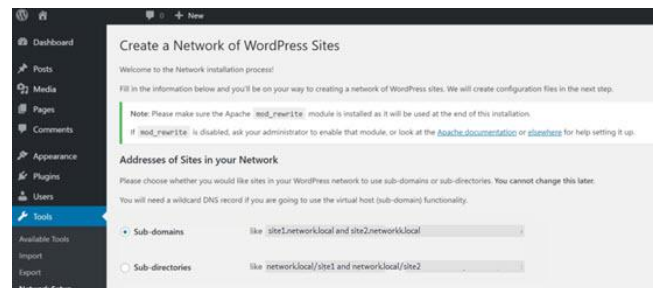 0 + New
Dashboard
Posts
Media
Pages
Comments
Appearance
Plugins
Users
Tools
Available Tools
Import
Export
Network Setup
Create a Network of WordPress Sites
Welcome to the Network installation process!
Fill in the information below and you'll be on your way to creating a network of WordPress sites. We will create configuration files in the next step.
Note: Please make sure the Apache mod_rewrite module is installed as it will be used at the end of this installation.
If mod_rewrite is disabled, ask your administrator to enable that module, or look at the Apache documentation or elsewhere for help setting it up.
Addresses of Sites in your Network
Please choose whether you would like sites in your WordPress network to use sub-domains or sub-directories. You cannot change this later.
You will need a wildcard DNS record if you are going to use the virtual host (sub-domain) functionality.
Sub-domains like site1.network.local and site2.networkk.local
Sub-directories like network.local/site1 and network.local/site2